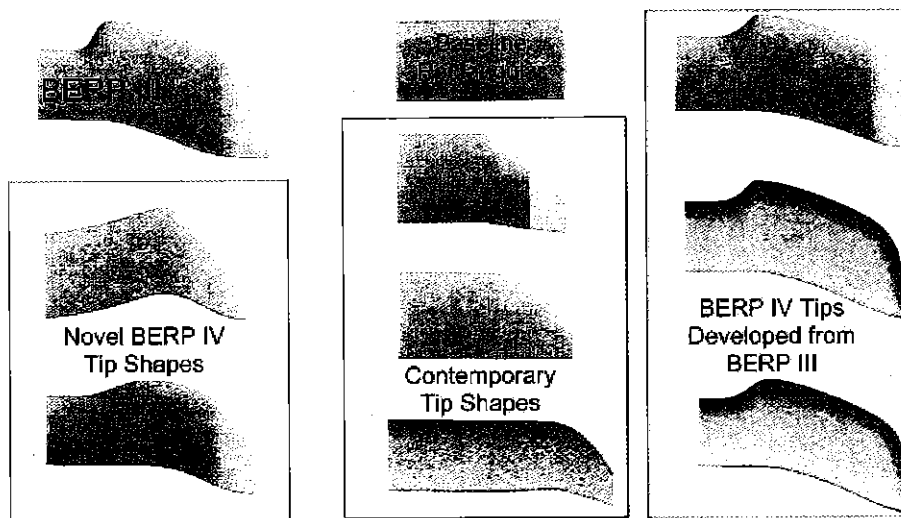 BERP III
Baseline
Novel BERP IV
Tip Shapes
Contemporary
Tip Shapes
BERP IV Tips
Developed from
BERP III